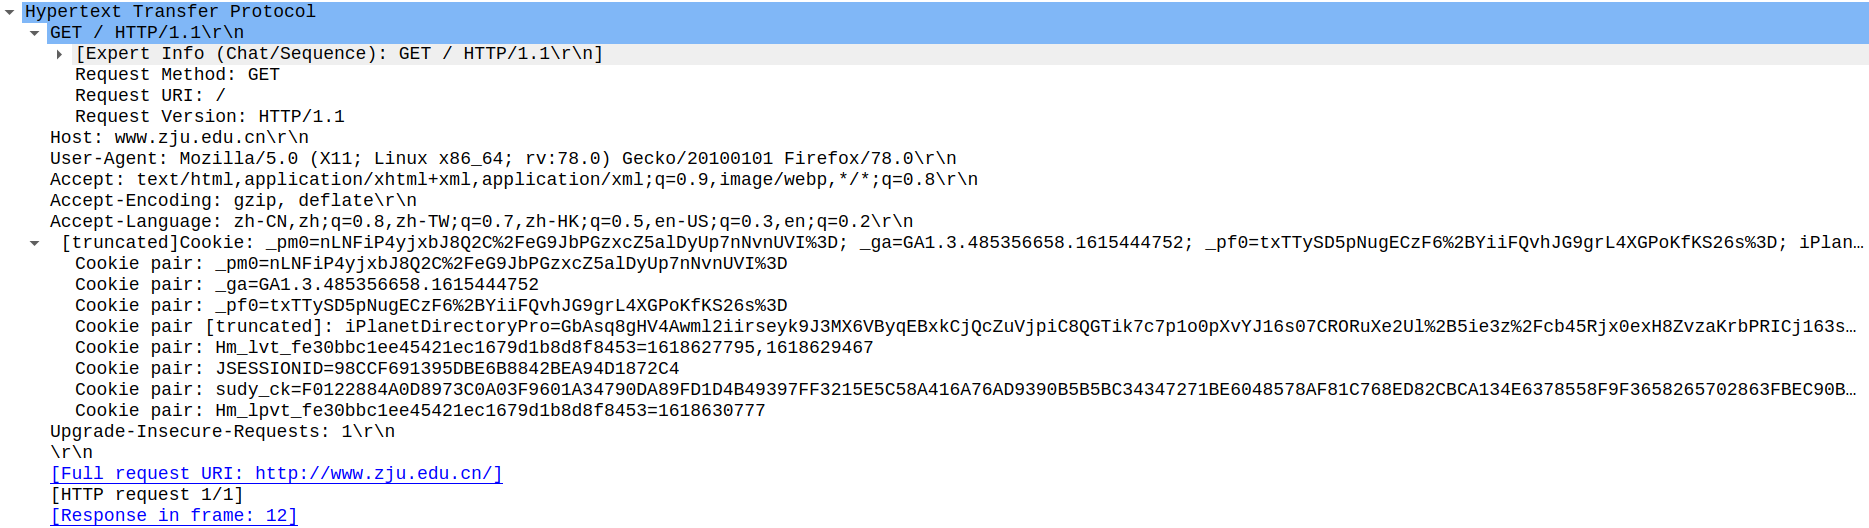 Hypertext Transfer Protocol
GET / HTTP/1.1\r\n
[Expert Info (Chat/Sequence): GET / HTTP/1.1\r\n]
Request Method: GET
Request URI: /
Request Version: HTTP/1.1
Host: www.zju.edu.cn\r\n
User-Agent: Mozilla/5.0 (X11; Linux x86_64; rv:78.0) Gecko/20100101 Firefox/78.0\r\n
Accept: text/html,application/xhtml+xml,application/xml;q=0.9,image/webp,*/*;q=0.8\r\n
Accept-Encoding: gzip, deflate\r\n
Accept-Language: zh-CN,zh;q=0.8,zh-TW;q=0.7,zh-HK;q=0.5,en-US;q=0.3,en;q=0.2\r\n
[truncated]Cookie: _pm0=nLNFiP4yjxbJ8Q2C%2FeG9JbPGzxcZ5alDyUp7nNvnUVI%3D; _ga=GA1.3.485356658.1615444752; _pf0=txTTySD5pNugECzF6%2BYiiFQvhJG9grL4XGPoKfKS26s%3D; iPlan…
Cookie pair: _pm0=nLNFiP4yjxbJ8Q2C%2FeG9JbPGzxcZ5alDyUp7nNvnUVI%3D
Cookie pair: _ga=GA1.3.485356658.1615444752
Cookie pair: _pf0=txTTySD5pNugECzF6%2BYiiFQvhJG9grL4XGPoKfKS26s%3D
Cookie pair [truncated]: iPlanetDirectoryPro=GbAsq8gHV4Awml2iirseyk9J3MX6VByqEBxkCjQcZuVjpiC8QGTik7c7p1o0pXvYJ16s07CRORuXe2Ul%2B5ie3z%2Fcb45Rjx0exH8ZvzaKrbPRICj163s…
Cookie pair: Hm_lvt_fe30bbc1ee45421ec1679d1b8d8f8453=1618627795,1618629467
Cookie pair: JSESSIONID=98CCF691395DBE6B8842BEA94D1872C4
Cookie pair: sudy_ck=F0122884A0D8973C0A03F9601A34790DA89FD1D4B49397FF3215E5C58A416A76AD9390B5B5BC34347271BE6048578AF81C768ED82CBCA134E6378558F9F3658265702863FBEC90B…
Cookie pair: Hm_lpvt_fe30bbc1ee45421ec1679d1b8d8f8453=1618630777
Upgrade-Insecure-Requests: 1\r\n
\r\n
[Full request URI: http://www.zju.edu.cn/]
[HTTP request 1/1]
[Response in frame: 12]